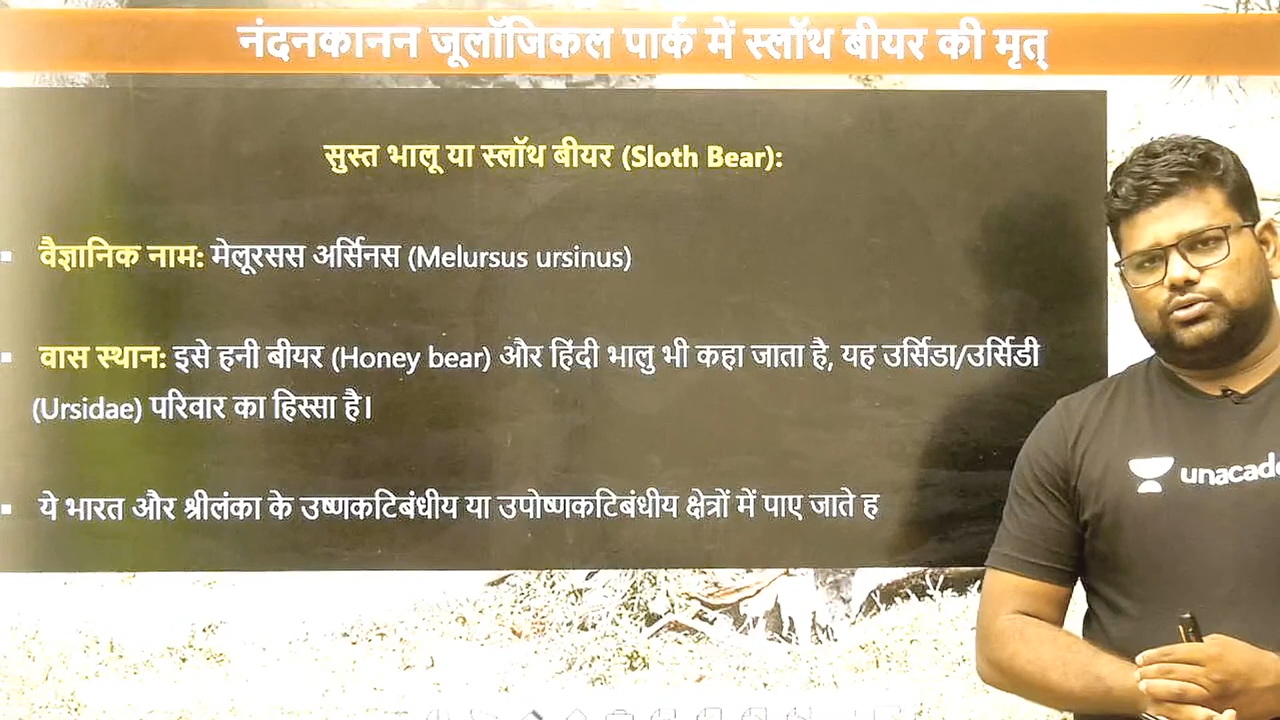 नंदनकानन जूलॉजिकल पार्क में स्लॉथ बीयर की मृत्
सुस्त भालू या स्लॉथ बीयर (Sloth Bear):
▪ वैज्ञानिक नाम: मेलूरसस अर्सिनस (Melursus ursinus)
▪ वास स्थान: इसे हनी बीयर (Honey bear) और हिंदी भालु भी कहा जाता है, यह उर्सिडा/उर्सिडी
(Ursidae) परिवार का हिस्सा है।
▪ ये भारत और श्रीलंका के उष्णकटिबंधीय या उपोष्णकटिबंधीय क्षेत्रों में पाए जाते ह
unacade